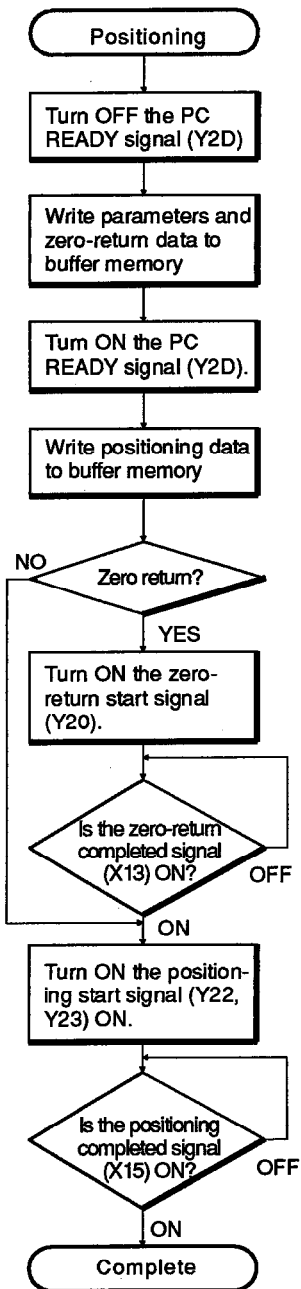 Positioning
Turn OFF the PC
READY signal (Y2D)
Write parameters and
zero-return data to
buffer memory
Turn ON the PC
READY signal (Y2D).
Write positioning data
to buffer memory
NO
Zero return?
YES
Turn ON the zero-
return start signal
(Y20).
Is the zero-return
completed signal
(X13) ON?
OFF
ON
Turn ON the position-
ing start signal (Y22,
Y23) ON.
Is the positioning
completed signal
(X15) ON?
OFF
ON
Complete